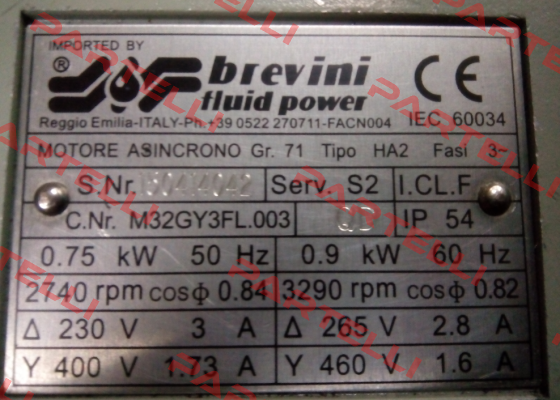 IMPORTED BY
® brevini CE
fluid power
Reggio Emilia-ITALY-Ph.+39 0522 270711-FACN004 IEC 60034
MOTORE ASINCRONO Gr. 71 Tipo HA2 Fasi 3~
S.Nr. Serv. S2 I.CL.F
C.Nr. M32GY3FL.003 IP 54
0.75 kW 50 Hz 0.9 kW 60 Hz
2740 rpm cosϕ 0.84 3290 rpm cosϕ 0.82
Δ 230 V 3 A Δ 265 V 2.8 A
Y 400 V 1.73 A Y 460 V 1.6 A
PARTELLI